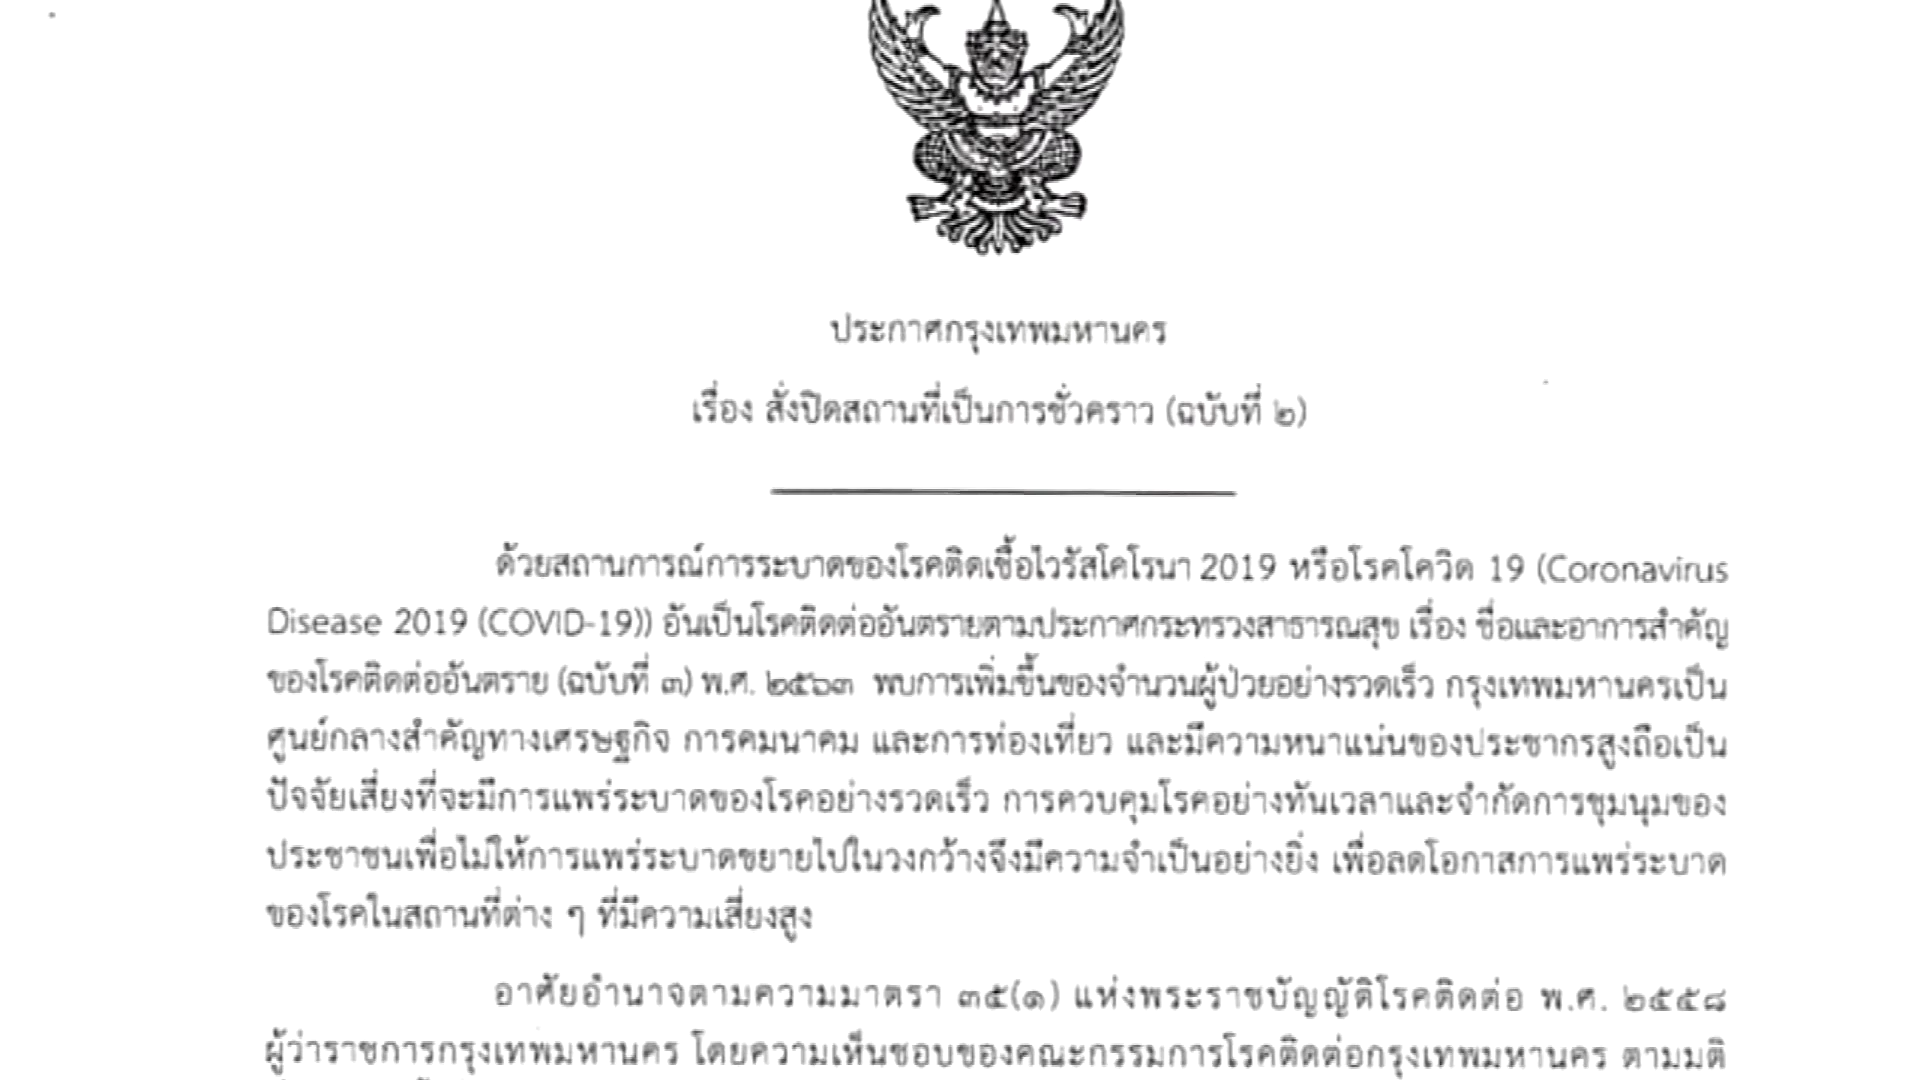 ประกาศกรุงเทพมหานคร
เรื่อง สั่งปิดสถานที่เป็นการชั่วคราว (ฉบับที่ ๒)
ด้วยสถานการณ์การระบาดของโรคติดเชื้อไวรัสโคโรนา 2019 หรือโรคโควิด 19 (Coronavirus
Disease 2019 (COVID-19)) อันเป็นโรคติดต่ออันตรายตามประกาศกระทรวงสาธารณสุข เรื่อง ชื่อและอาการสำคัญ
ของโรคติดต่ออันตราย (ฉบับที่ ๓) พ.ศ. ๒๕๖๓ พบการเพิ่มขึ้นของจำนวนผู้ป่วยอย่างรวดเร็ว กรุงเทพมหานครเป็น
ศูนย์กลางสำคัญทางเศรษฐกิจ การคมนาคม และการท่องเที่ยว และมีความหนาแน่นของประชากรสูงถือเป็น
ปัจจัยเสี่ยงที่จะมีการแพร่ระบาดของโรคอย่างรวดเร็ว การควบคุมโรคอย่างทันเวลาและจำกัดการชุมนุมของ
ประชาชนเพื่อไม่ให้การแพร่ระบาดขยายไปในวงกว้างจึงมีความจำเป็นอย่างยิ่ง เพื่อลดโอกาสการแพร่ระบาด
ของโรคในสถานที่ต่าง ๆ ที่มีความเสี่ยงสูง
อาศัยอำนาจตามความมาตรา ๓๕(๑) แห่งพระราชบัญญัติโรคติดต่อ พ.ศ. ๒๕๕๘
ผู้ว่าราชการกรุงเทพมหานคร โดยความเห็นชอบของคณะกรรมการโรคติดต่อกรุงเทพมหานคร ตามมติ